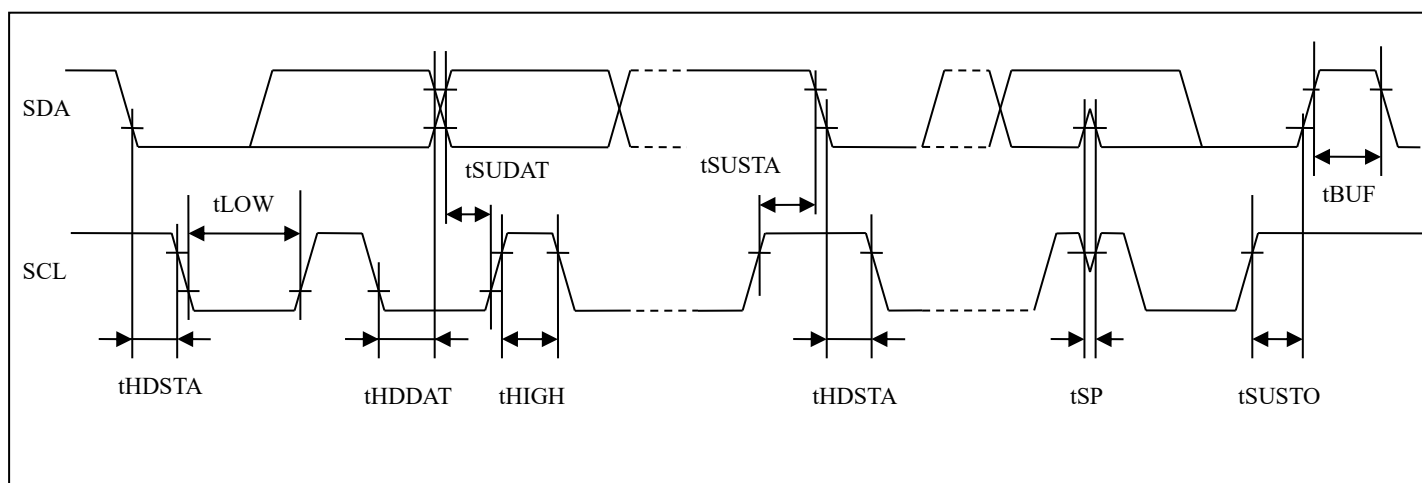 SDA
tSUDAT
tSUSTA
tLOW
tBUF
SCL
tHDSTA
tHDDAT
tHIGH
tHDSTA
tSP
tSUSTO